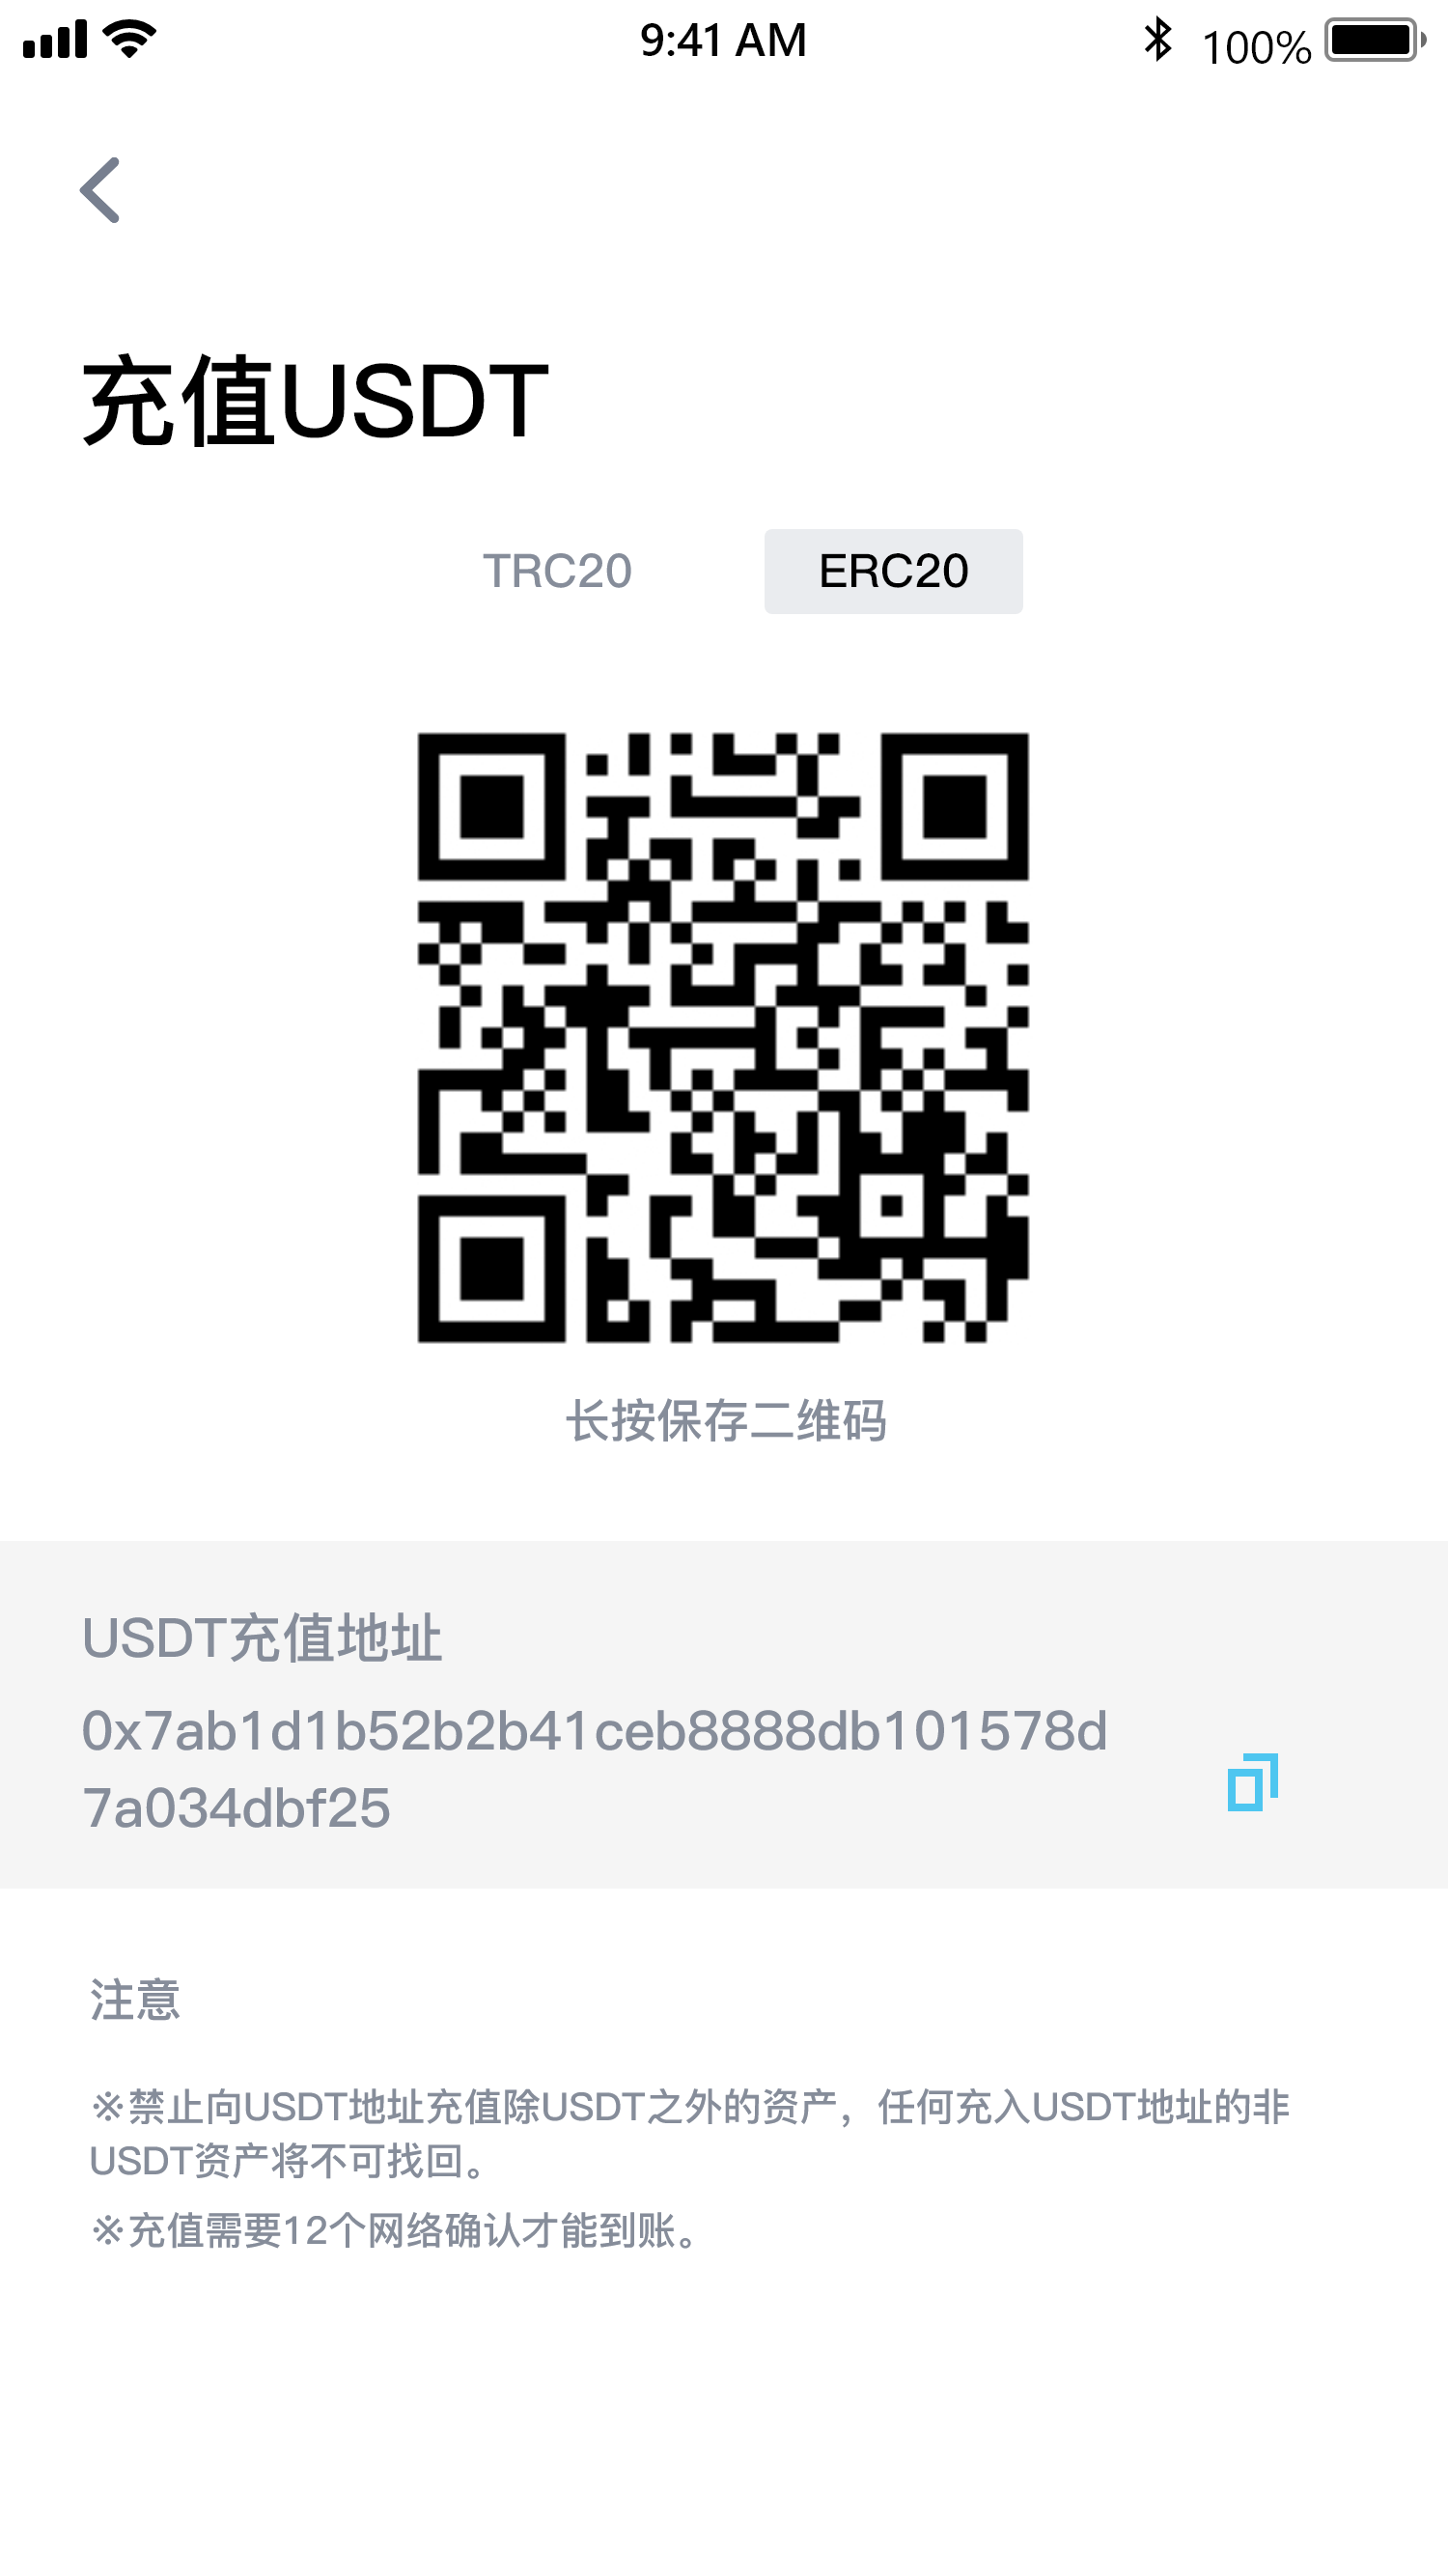 9:41 AM
100%
充值USDT
TRC20
ERC20
长按保存二维码
USDT充值地址
0x7ab1d1b52b2b41ceb8888db101578d
7a034dbf25
注意
※禁止向USDT地址充值除USDT之外的资产，任何充入USDT地址的非
USDT资产将不可找回。
※充值需要12个网络确认才能到账。